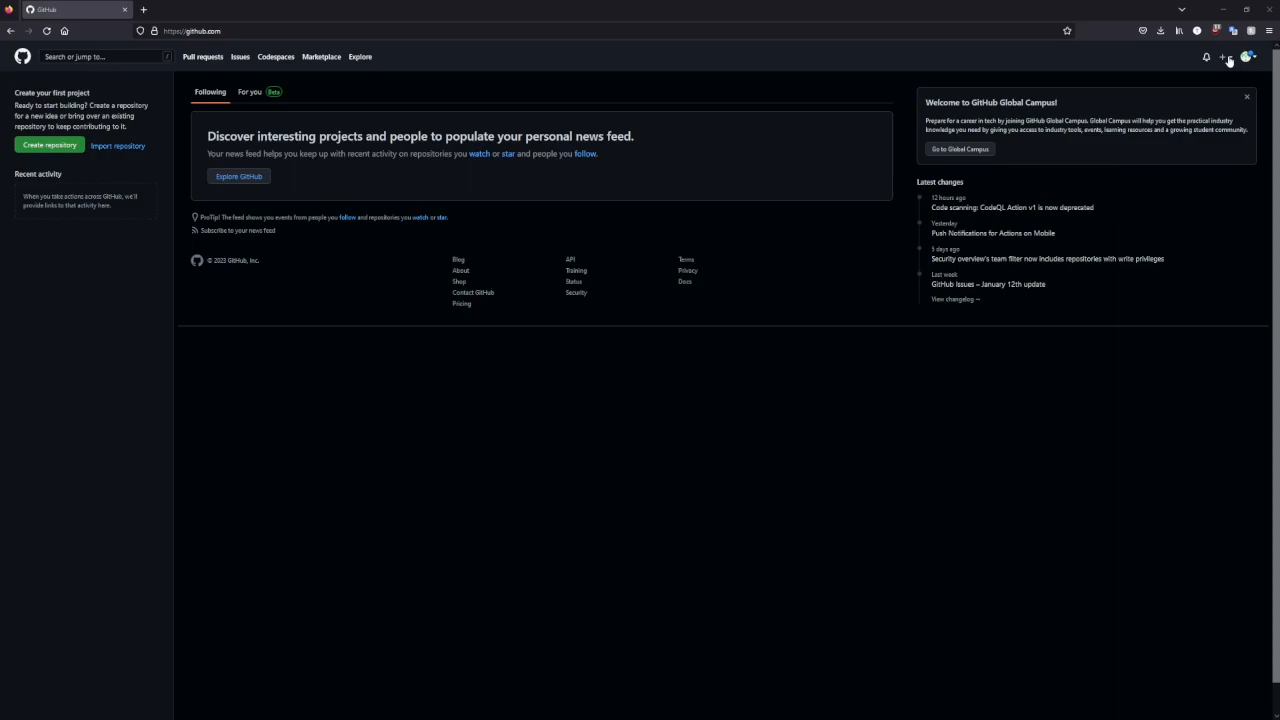 GitHub
https://github.com
Search or jump to...
/
Pull requests
Issues
Codespaces
Marketplace
Explore
Create your first project
Ready to start building? Create a repository
for a new idea or bring over an existing
repository to keep contributing to it.
Create repository
Import repository
Recent activity
When you take actions across GitHub, we'll
provide links to that activity here.
Following
For you
Beta
Discover interesting projects and people to populate your personal news feed.
Your news feed helps you keep up with recent activity on repositories you watch or star and people you follow.
Explore GitHub
ProTip! The feed shows you events from people you follow and repositories you watch or star.
Subscribe to your news feed
© 2023 GitHub, Inc.
Blog
About
Shop
Contact GitHub
Pricing
API
Training
Status
Security
Terms
Privacy
Docs
Welcome to GitHub Global Campus!
Prepare for a career in tech by joining GitHub Global Campus. Global Campus will help you get the practical industry
knowledge you need by giving you access to industry tools, events, learning resources and a growing student community.
Go to Global Campus
Latest changes
12 hours ago
Code scanning: CodeQL Action v1 is now deprecated
Yesterday
Push Notifications for Actions on Mobile
5 days ago
Security overview's team filter now includes repositories with write privileges
Last week
GitHub Issues – January 12th update
View changelog →